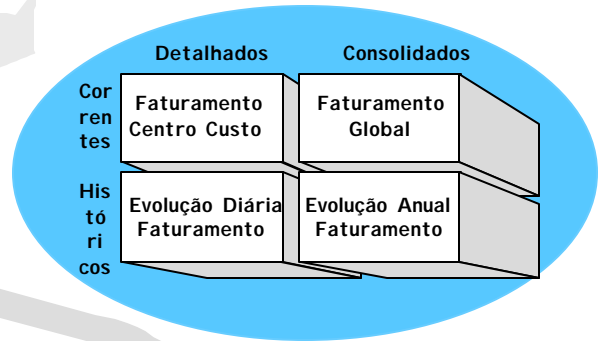 Detalhados
Consolidados
Cor
ren
tes
Faturamento
Centro Custo
Faturamento
Global
His
tó
ri
cos
Evolução Diária
Faturamento
Evolução Anual
Faturamento